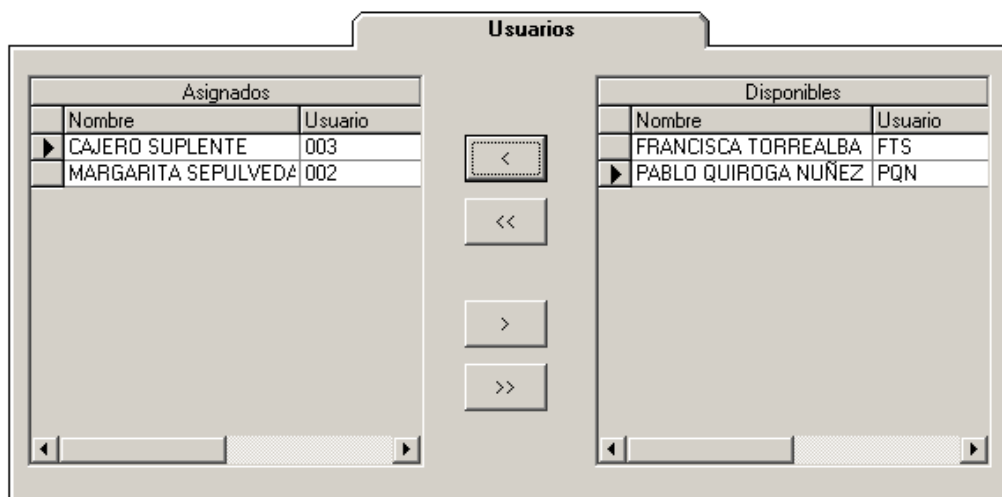 Usuarios
Asignados
Nombre Usuario
CAJERO SUPLENTE 003
MARGARITA SEPULVEDA 002
<
<<
>
>>
Disponibles
Nombre Usuario
FRANCISCA TORREALBA FTS
PABLO QUIROGA NUÑEZ PQN